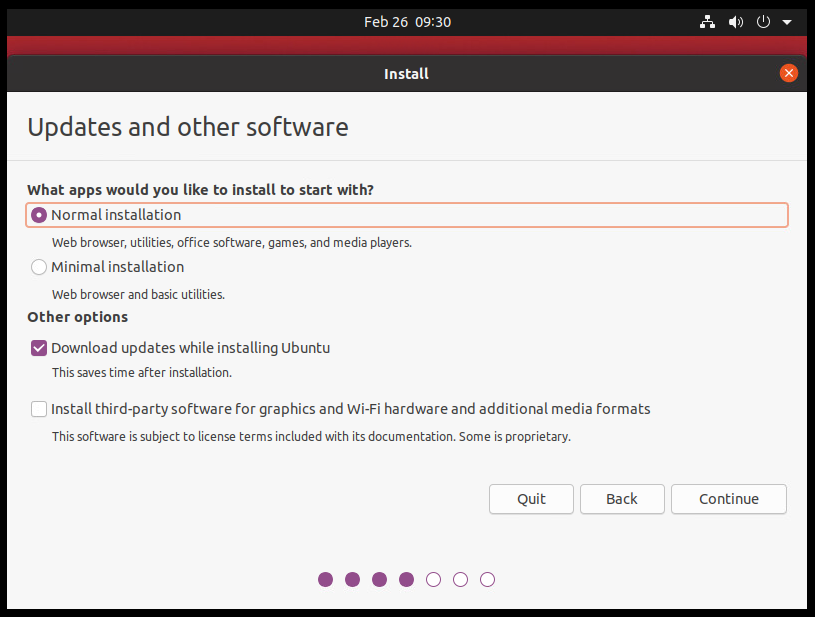 Feb 26 09:30
Install
Updates and other software
What apps would you like to install to start with?
Normal installation
Web browser, utilities, office software, games, and media players.
Minimal installation
Web browser and basic utilities.
Other options
Download updates while installing Ubuntu
This saves time after installation.
Install third-party software for graphics and Wi-Fi hardware and additional media formats
This software is subject to license terms included with its documentation. Some is proprietary.
Quit Back Continue